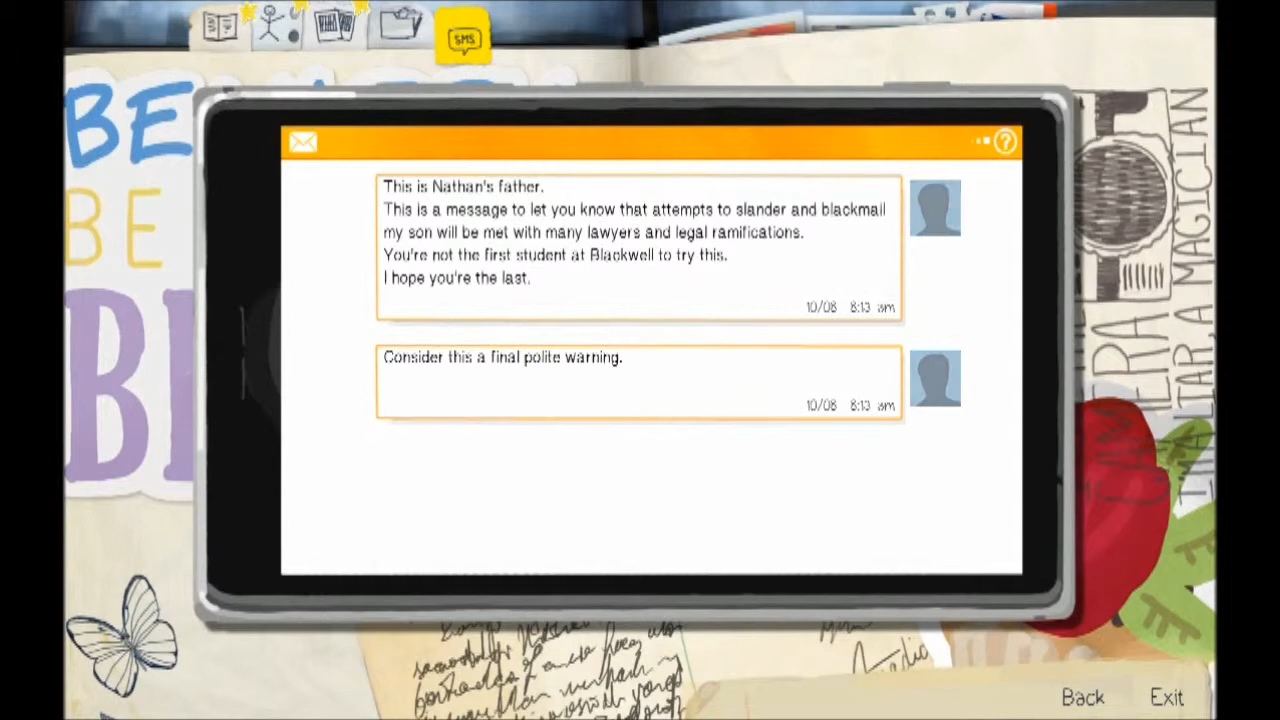 SMS
BE
This is Nathan's father.
This is a message to let you know that attempts to slander and blackmail
my son will be met with many lawyers and legal ramifications.
You're not the first student at Blackwell to try this.
I hope you're the last.
10/08 8:13 am
Consider this a final polite warning.
10/08 8:13 am
BE
MAGICIAN
Back Exit